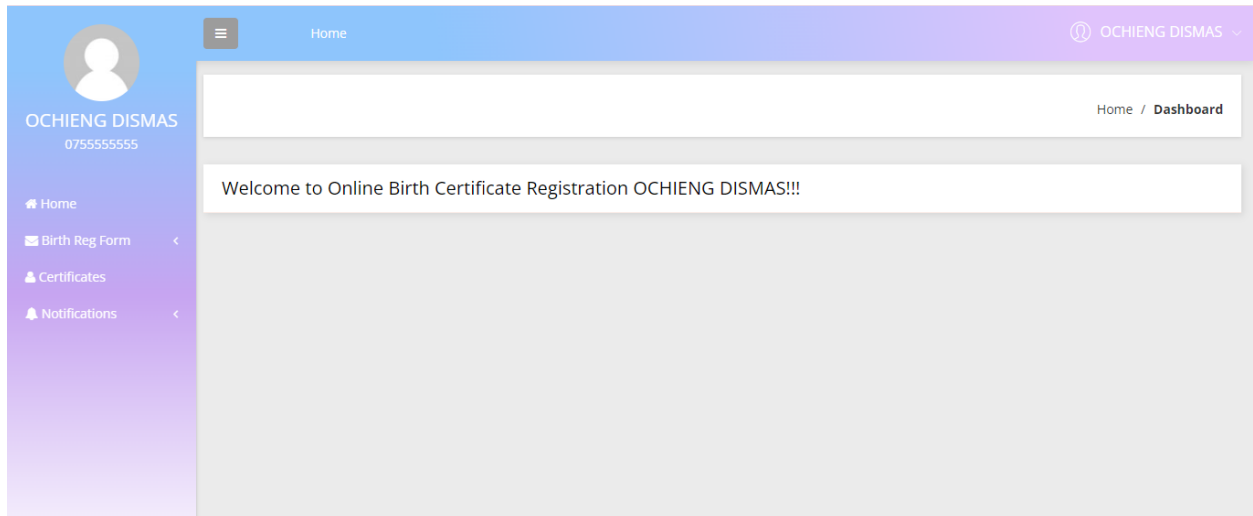 OCHIENG DISMAS
0755555555
Home
Birth Reg Form
Certificates
Notifications
Home
OCHIENG DISMAS
Home / Dashboard
Welcome to Online Birth Certificate Registration OCHIENG DISMAS!!!